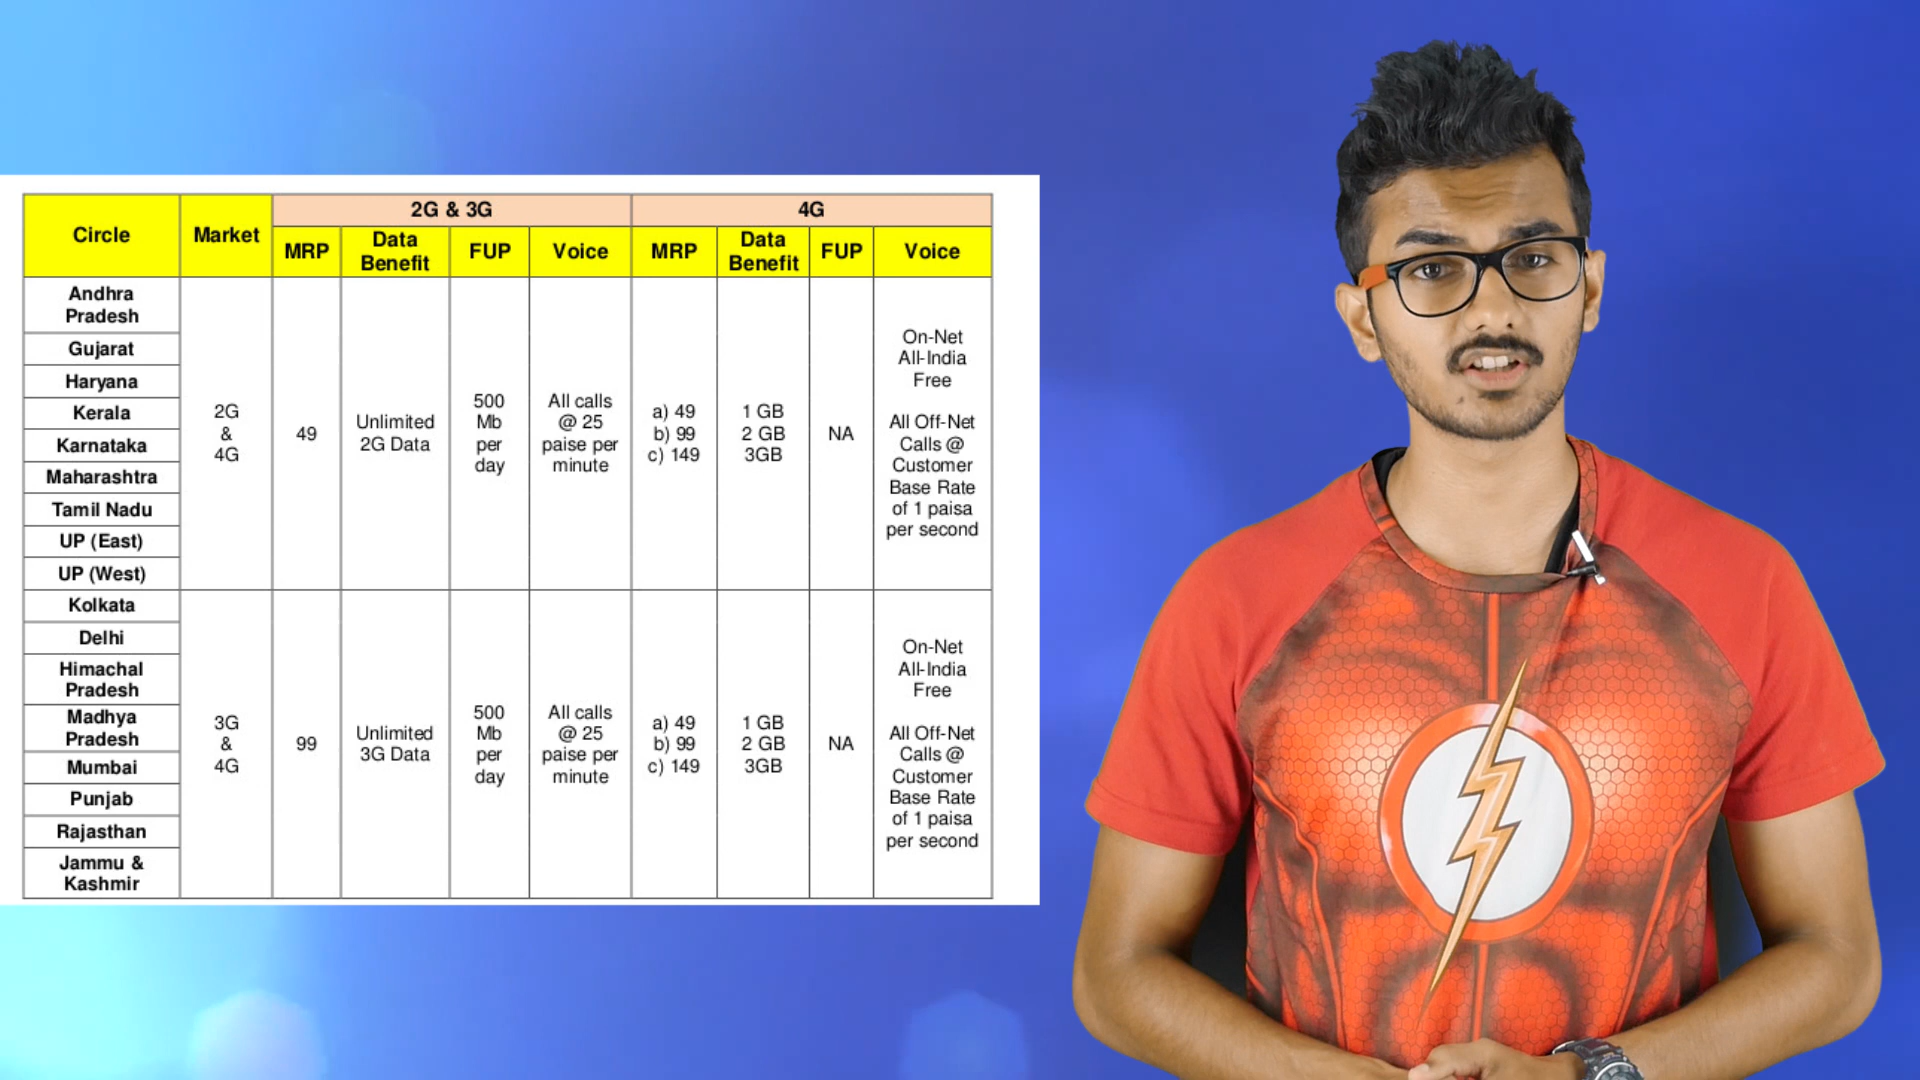 Circle
Market
2G & 3G
4G
MRP
Data
Benefit
FUP
Voice
MRP
Data
Benefit
FUP
Voice
Andhra
Pradesh
Gujarat
Haryana
Kerala
Karnataka
Maharashtra
Tamil Nadu
UP (East)
UP (West)
2G
&
4G
49
Unlimited
2G Data
500
Mb
per
day
All calls
@ 25
paise per
minute
a) 49
b) 99
c) 149
1 GB
2 GB
3GB
NA
On-Net
All-India
Free
All Off-Net
Calls @
Customer
Base Rate
of 1 paisa
per second
Kolkata
Delhi
Himachal
Pradesh
Madhya
Pradesh
Mumbai
Punjab
Rajasthan
Jammu &
Kashmir
3G
&
4G
99
Unlimited
3G Data
500
Mb
per
day
All calls
@ 25
paise per
minute
a) 49
b) 99
c) 149
1 GB
2 GB
3GB
NA
On-Net
All-India
Free
All Off-Net
Calls @
Customer
Base Rate
of 1 paisa
per second